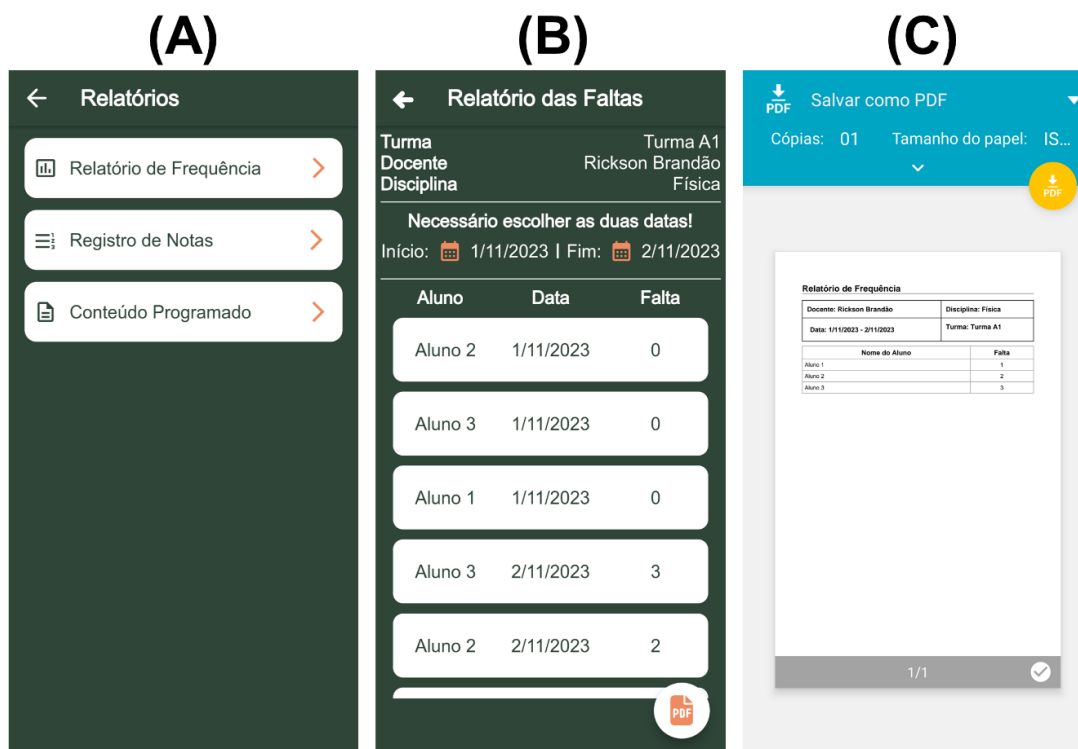 (A)
Relatórios
Relatório de Frequência
Registro de Notas
Conteúdo Programado
(B)
Relatório das Faltas
Turma Turma A1
Docente Rickson Brandão
Disciplina Física
Necessário escolher as duas datas!
Início: 1/11/2023 | Fim: 2/11/2023
Aluno Data Falta
Aluno 2 1/11/2023 0
Aluno 3 1/11/2023 0
Aluno 1 1/11/2023 0
Aluno 3 2/11/2023 3
Aluno 2 2/11/2023 2
PDF
(C)
PDF Salvar como PDF
Cópias: 01 Tamanho do papel: IS...
PDF
Relatório de Frequência
Docente: Rickson Brandão Disciplina: Física
Data: 1/11/2023 - 2/11/2023 Turma: Turma A1
Nome do Aluno Falta
Aluno 1 1
Aluno 2 2
Aluno 3 3
1/1